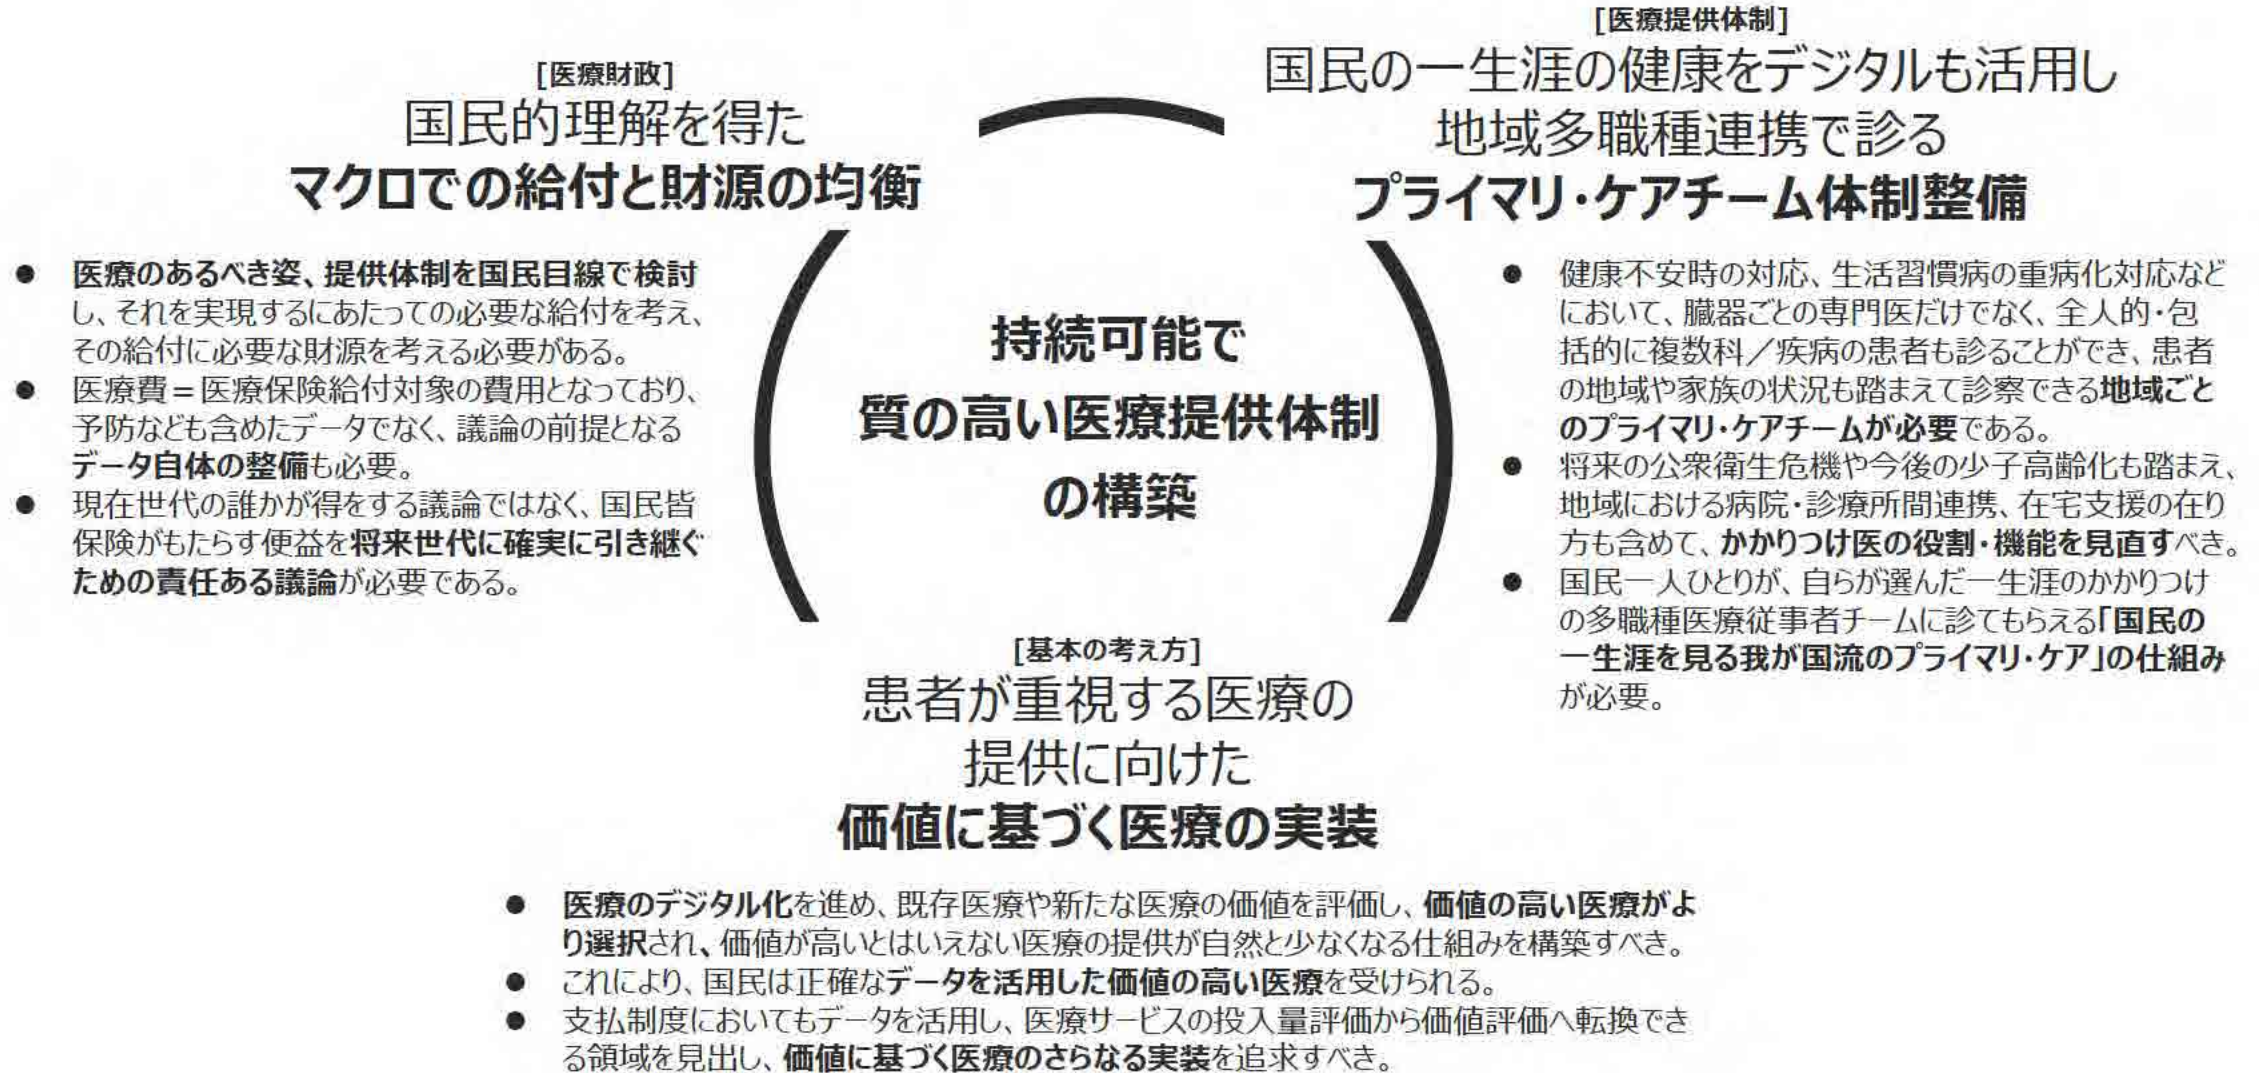 [医療財政]
国民的理解を得た
マクロでの給付と財源の均衡
● 医療のあるべき姿、提供体制を国民目線で検討
し、それを実現するにあたっての必要な給付を考え、
その給付に必要な財源を考える必要がある。
● 医療費=医療保険給付対象の費用となっており、
予防なども含めたデータでなく、議論の前提となる
データ自体の整備も必要。
● 現在世代の誰かが得をする議論ではなく、国民皆
保険がもたらす便益を将来世代に確実に引き継ぐ
ための責任ある議論が必要である。
[医療提供体制]
国民の一生涯の健康をデジタルも活用し
地域多職種連携で診る
プライマリ・ケアチーム体制整備
● 健康不安時の対応、生活習慣病の重病化対応など
において、臓器ごとの専門医だけでなく、全人的・包
括的に複数科/疾病の患者も診ることができ、患者
の地域や家族の状況も踏まえて診察できる地域ごと
のプライマリ・ケアチームが必要である。
● 将来の公衆衛生危機や今後の少子高齢化も踏まえ、
地域における病院・診療所間連携、在宅支援の在り
方も含めて、かかりつけ医の役割・機能を見直すべき。
● 国民一人ひとりが、自らが選んだ一生涯のかかりつけ
の多職種医療従事者チームに診てもらえる「国民の
一生涯を見る我が国流のプライマリ・ケア」の仕組み
が必要。
持続可能で
質の高い医療提供体制
の構築
[基本の考え方]
患者が重視する医療の
提供に向けた
価値に基づく医療の実装
● 医療のデジタル化を進め、既存医療や新たな医療の価値を評価し、価値の高い医療がよ
り選択され、価値が高いとはいえない医療の提供が自然と少なくなる仕組みを構築すべき。
● これにより、国民は正確なデータを活用した価値の高い医療を受けられる。
● 支払制度においてもデータを活用し、医療サービスの投入量評価から価値評価へ転換でき
る領域を見出し、価値に基づく医療のさらなる実装を追求すべき。